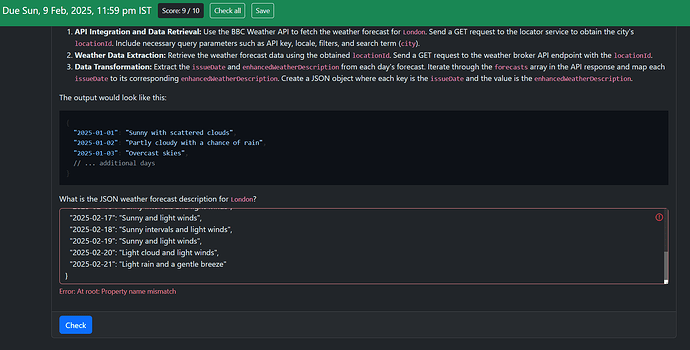 Due Sun, 9 Feb, 2025, 11:59 pm IST Score: 9 / 10 Check all Save
1. API Integration and Data Retrieval: Use the BBC Weather API to fetch the weather forecast for London. Send a GET request to the locator service to obtain the city's
locationId. Include necessary query parameters such as API key, locale, filters, and search term (city).
2. Weather Data Extraction: Retrieve the weather forecast data using the obtained locationId. Send a GET request to the weather broker API endpoint with the locationId.
3. Data Transformation: Extract the issueDate and enhancedWeatherDescription from each day's forecast. Iterate through the forecasts array in the API response and map each
issueDate to its corresponding enhancedWeatherDescription. Create a JSON object where each key is the issueDate and the value is the enhancedWeatherDescription.
The output would look like this:
{
"2025-01-01": "Sunny with scattered clouds",
"2025-01-02": "Partly cloudy with a chance of rain",
"2025-01-03": "Overcast skies",
// ... additional days
}
What is the JSON weather forecast description for London?
"2025-02-17": "Sunny and light winds",
"2025-02-18": "Sunny intervals and light winds",
"2025-02-19": "Sunny and light winds",
"2025-02-20": "Light cloud and light winds",
"2025-02-21": "Light rain and a gentle breeze"
}
Error: At root: Property name mismatch
Check